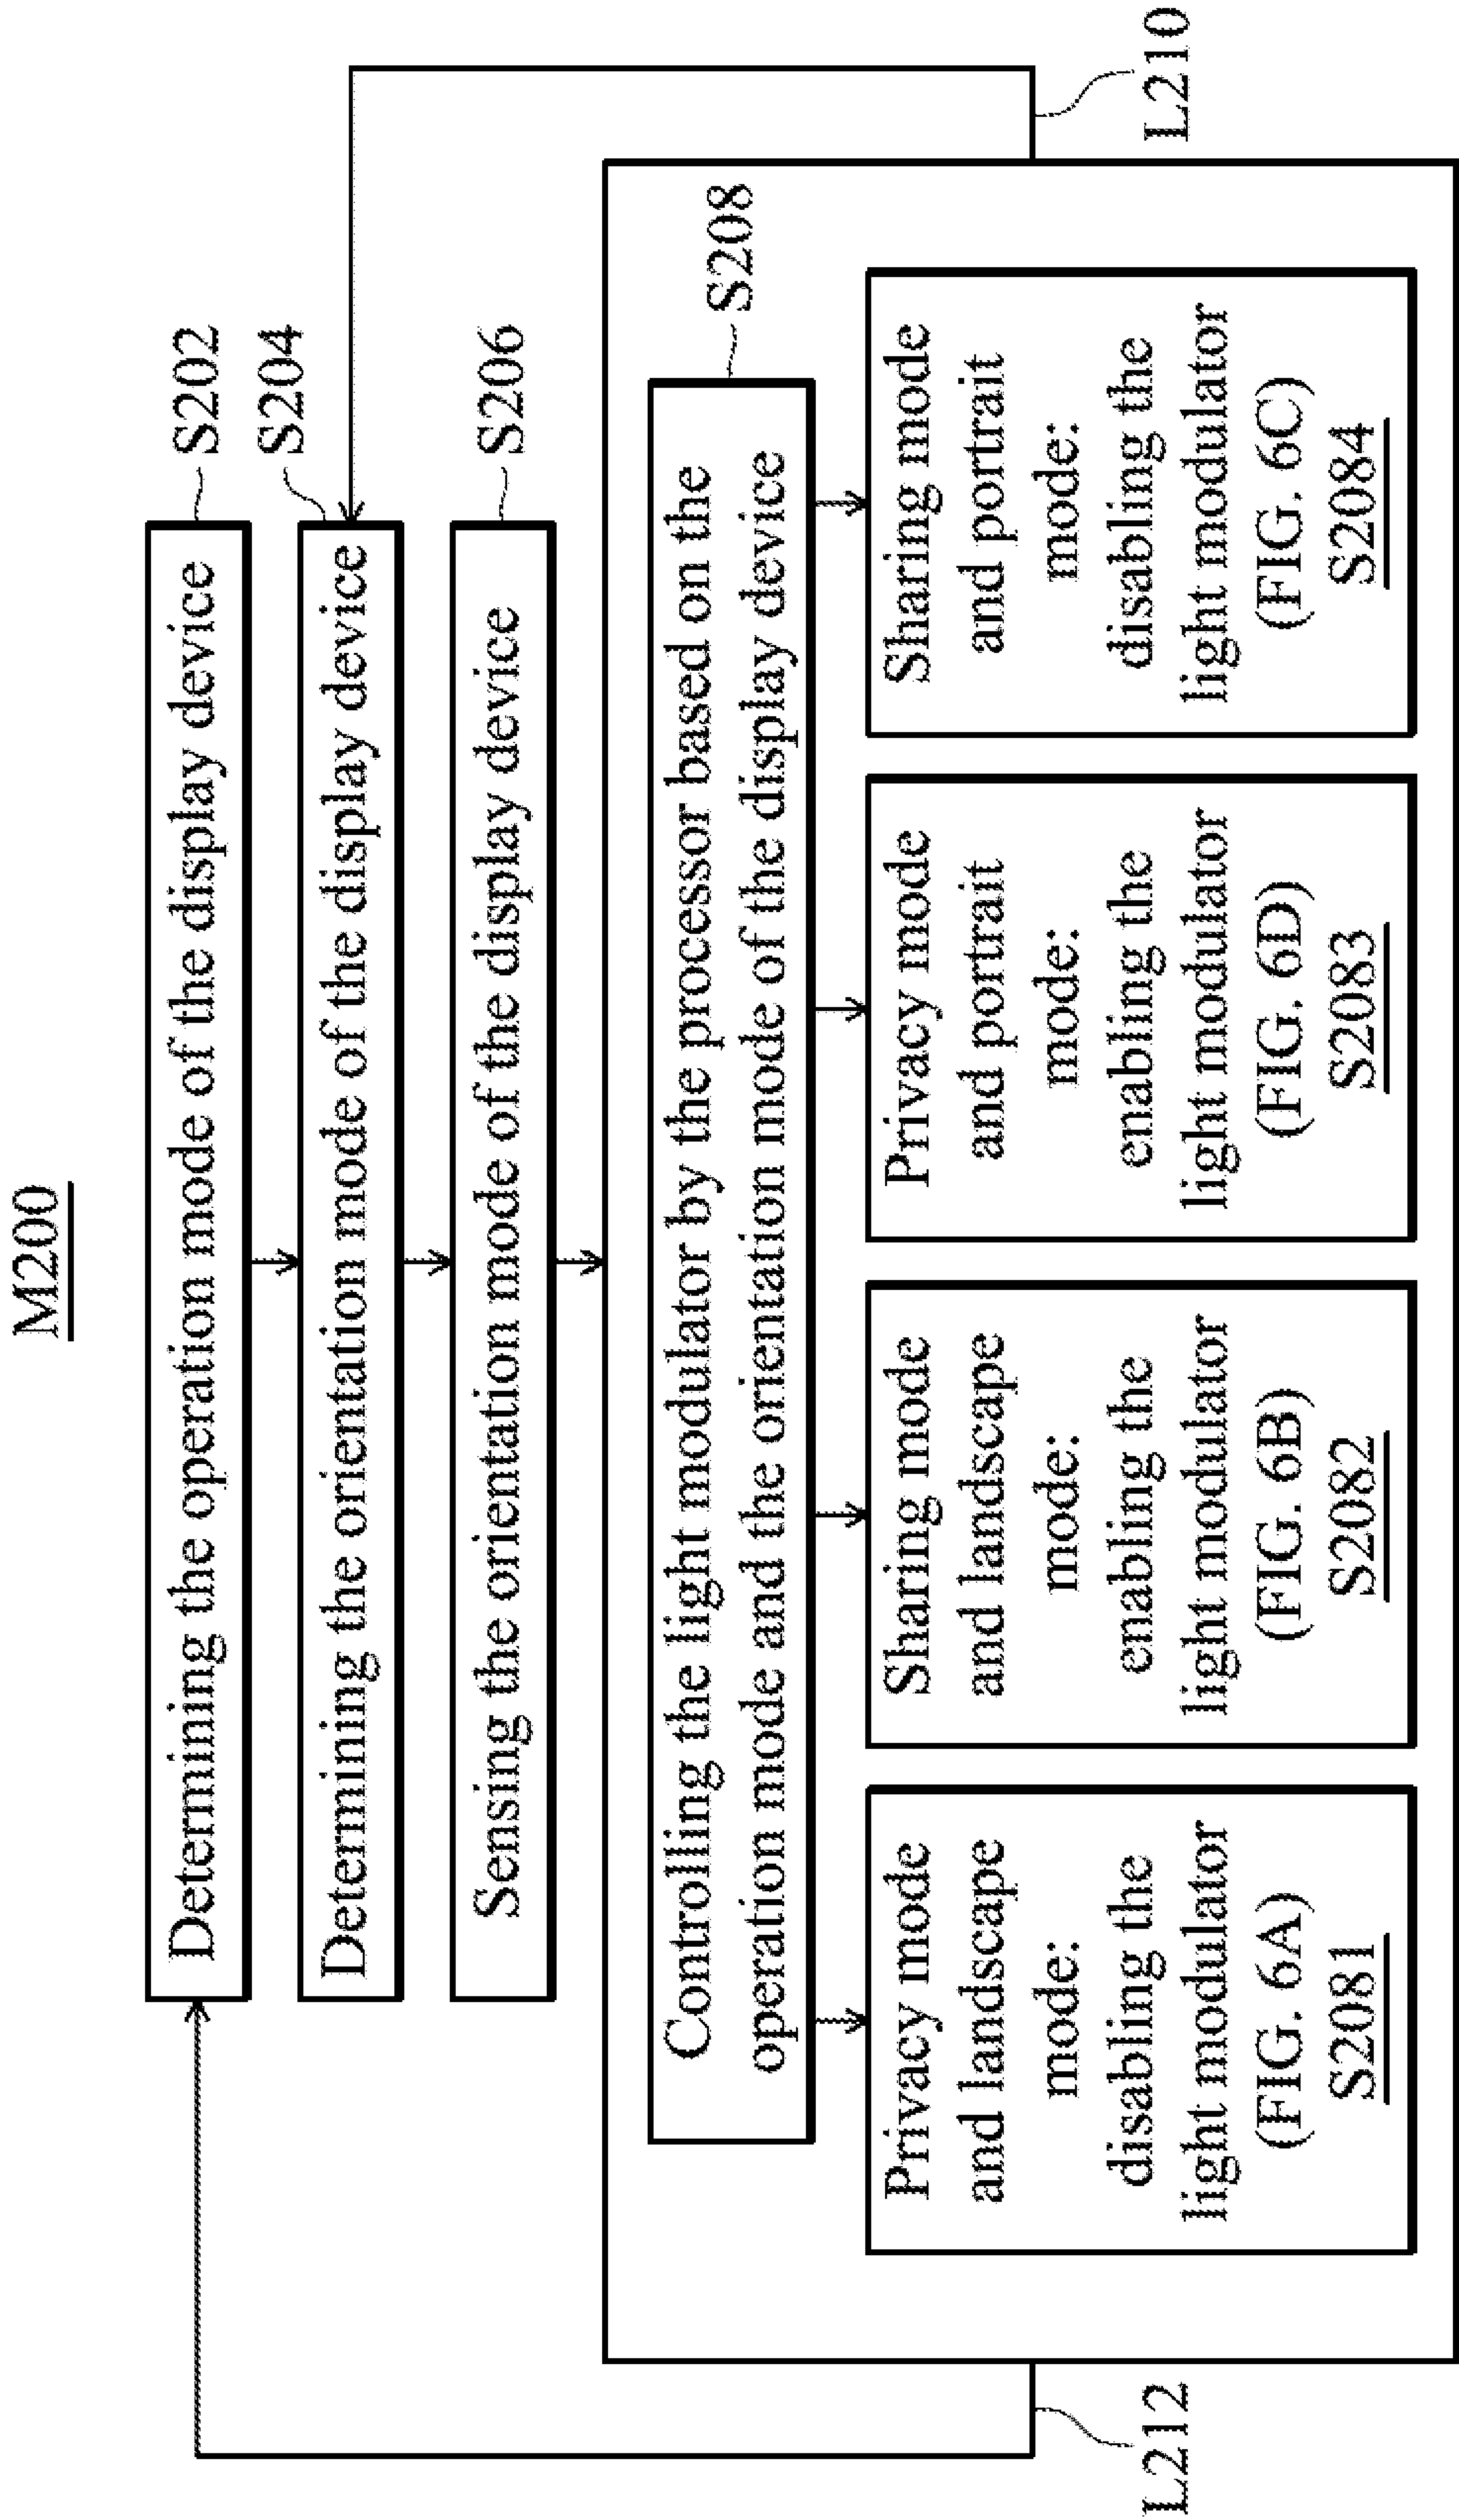 M200
Determining the operation mode of the display device
S202
Determining the orientation mode of the display device
S204
Sensing the orientation mode of the display device
S206
Controlling the light modulator by the processor based on the
operation mode and the orientation mode of the display device
S208
Privacy mode
and landscape
mode:
disabling the
light modulator
(FIG. 6A)
S2081
Sharing mode
and landscape
mode:
enabling the
light modulator
(FIG. 6B)
S2082
Privacy mode
and portrait
mode:
enabling the
light modulator
(FIG. 6D)
S2083
Sharing mode
and portrait
mode:
disabling the
light modulator
(FIG. 6C)
S2084
L212
L210